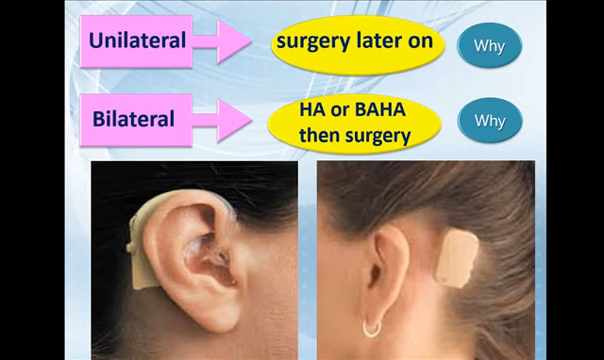 Unilateral
surgery later on
Why
Bilateral
HA or BAHA
then surgery
Why